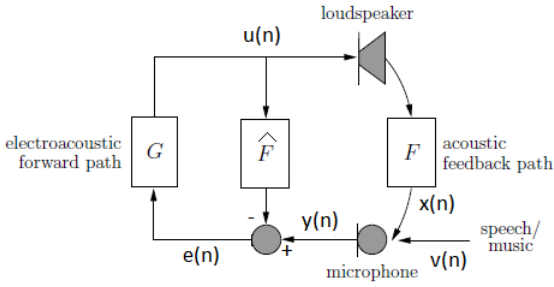 loudspeaker
u(n)
electroacoustic
forward path
G
F̂
F
acoustic
feedback path
x(n)
-
y(n)
+
e(n)
speech/
music
v(n)
microphone